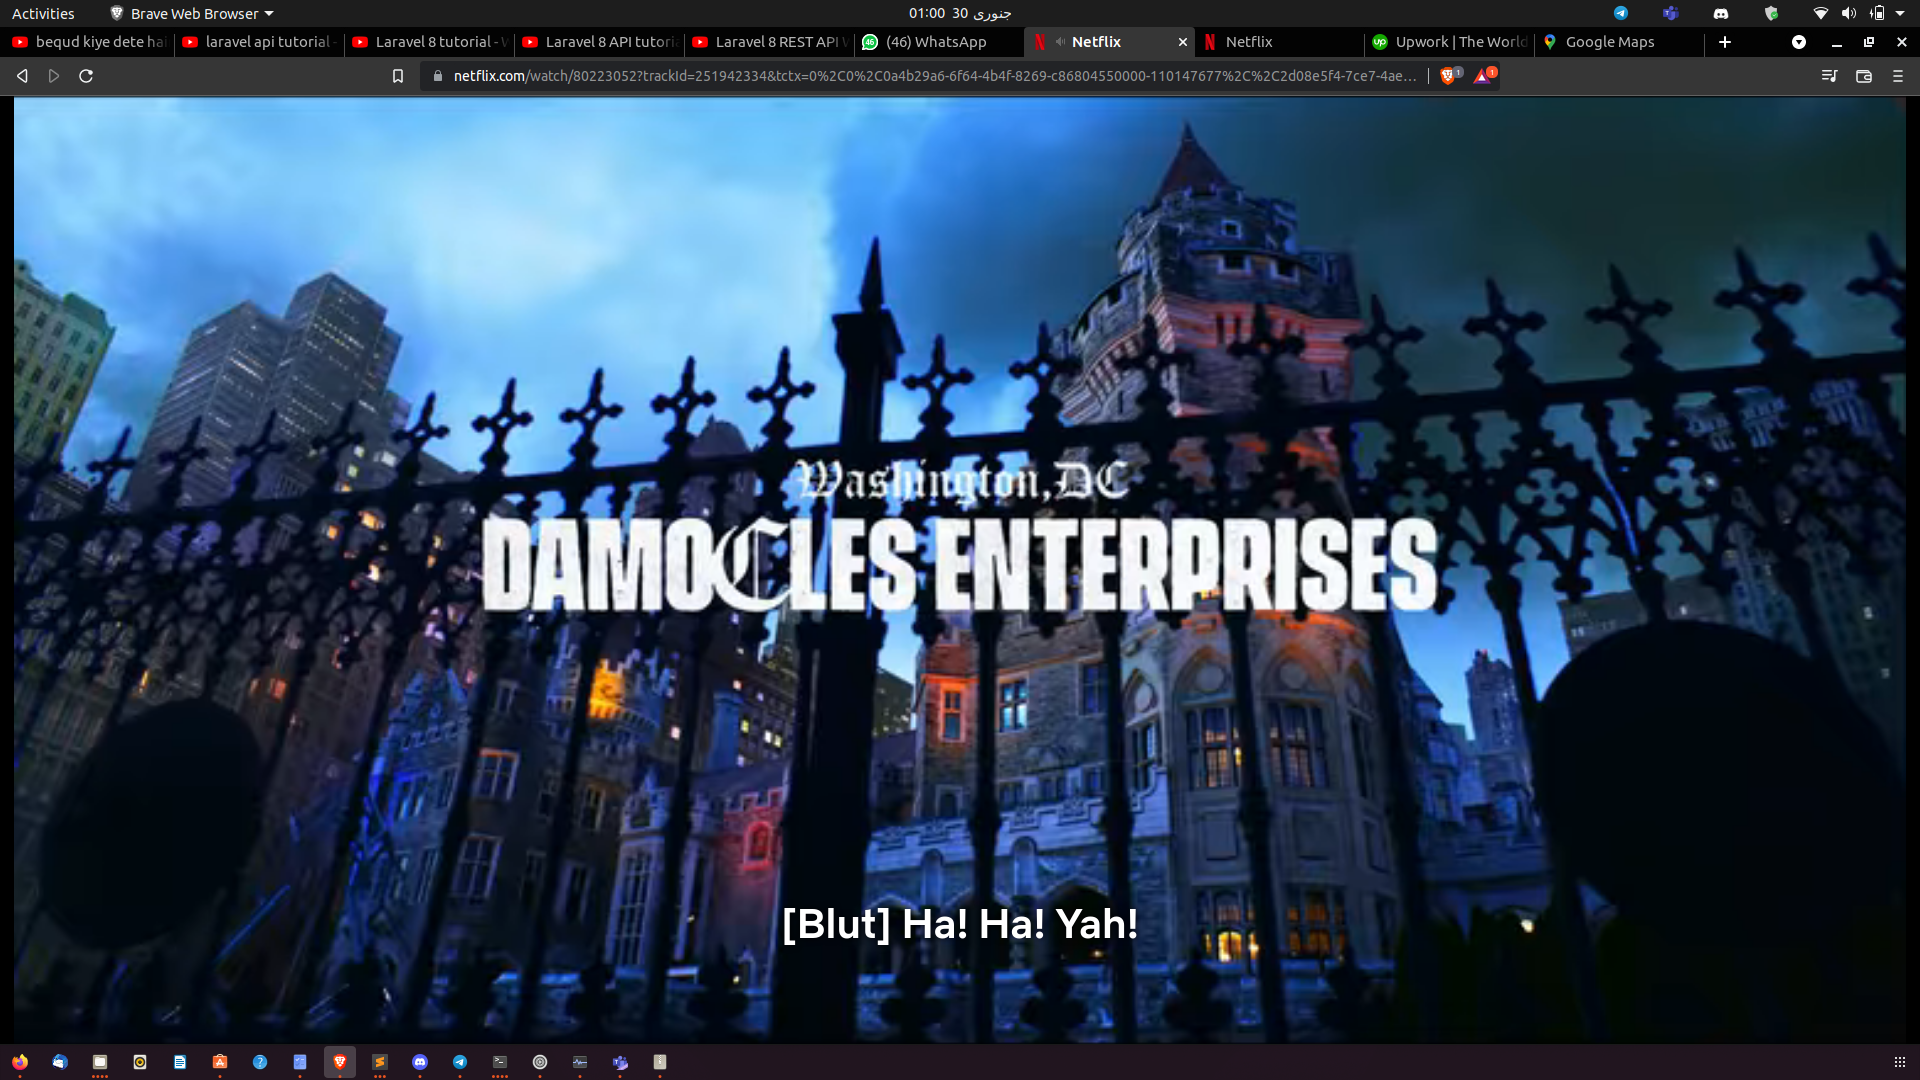 Activities
Brave Web Browser
01:00 30 جنوری
bequd kiye dete hai
laravel api tutorial -
Laravel 8 tutorial - W
Laravel 8 API tutoria
Laravel 8 REST API W
(46) WhatsApp
Netflix
Netflix
Upwork | The World
Google Maps
netflix.com/watch/80223052?trackId=251942334&tctx=0%2C0%2C0a4b29a6-6f64-4b4f-8269-c86804550000-110147677%2C%2C2d08e5f4-7ce7-4ae...
1
1
Washington, DC
DAMOCLES ENTERPRISES
[Blut] Ha! Ha! Yah!